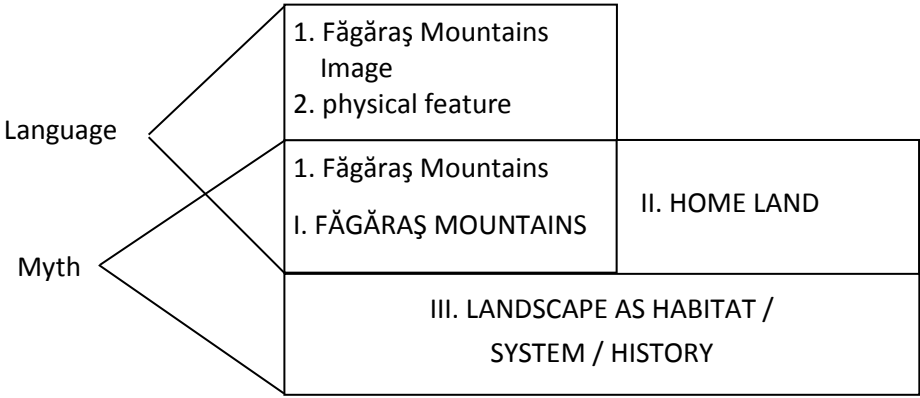 1. Făgăraş Mountains
Image
2. physical feature
Language
1. Făgăraş Mountains
I. FĂGĂRAŞ MOUNTAINS
II. HOME LAND
Myth
III. LANDSCAPE AS HABITAT /
SYSTEM / HISTORY